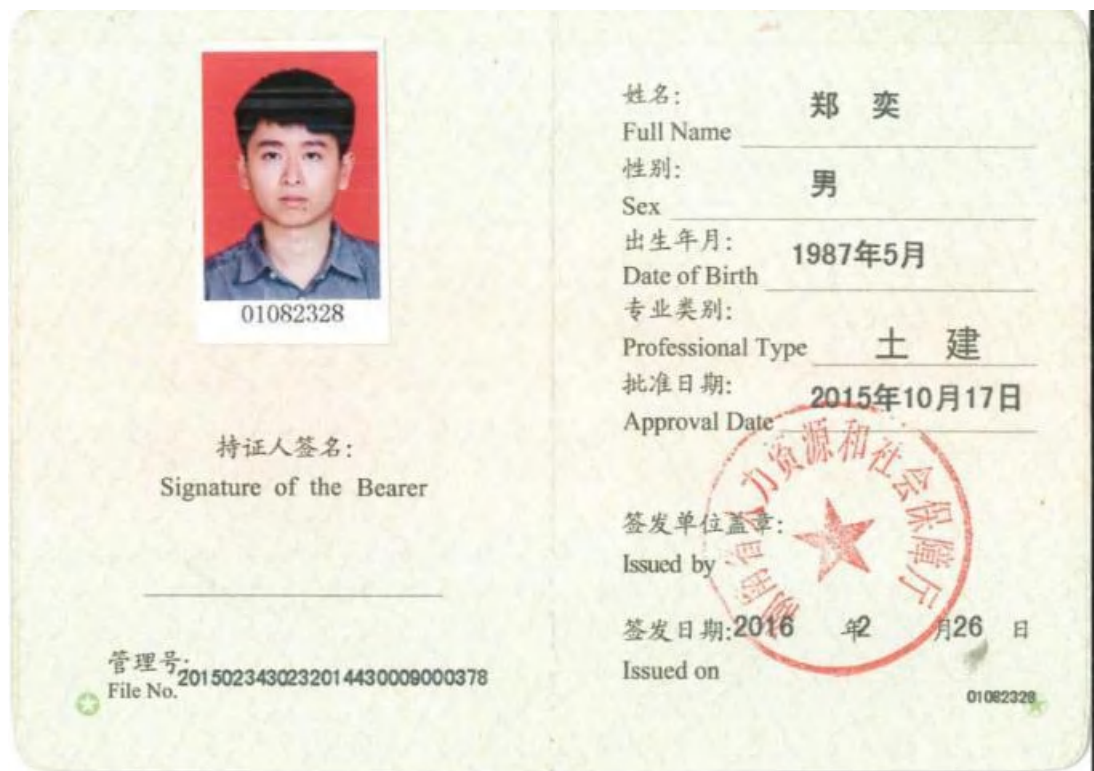 01082328
持证人签名:
Signature of the Bearer
管理号:
File No.
2015023430232014430009000378
姓名:
郑 奕
Full Name
性别:
男
Sex
出生年月:
1987年5月
Date of Birth
专业类别:
Professional Type
土 建
批准日期:
2015年10月17日
Approval Date
湖南省人力资源和社会保障厅
签发单位盖章:
Issued by
签发日期:2016 年2 月26 日
Issued on
01082328